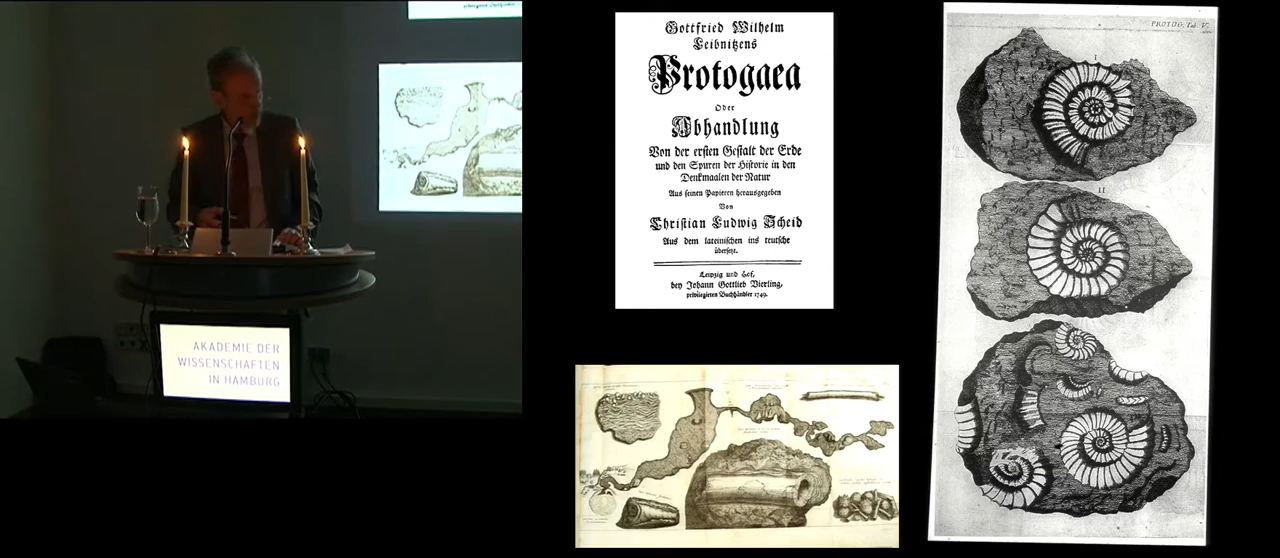 AKADEMIE DER
WISSENSCHAFTEN
IN HAMBURG
Gottfried Wilhelm
Leibnitzens
Protogaea
Oder
Abhandlung
Von der ersten Gestalt der Erde
und den Spuren der Historie in den
Denkmaalen der Natur
Aus seinen Papieren herausgegeben
Von
Christian Ludwig Scheid
Aus dem lateinischen ins teutsche
übersetzt.
Leipzig und Hof,
bey Johann Gottlieb Vierling,
privilegirten Buchhändler 1749.
PROTOG. Tab. V.
I
II